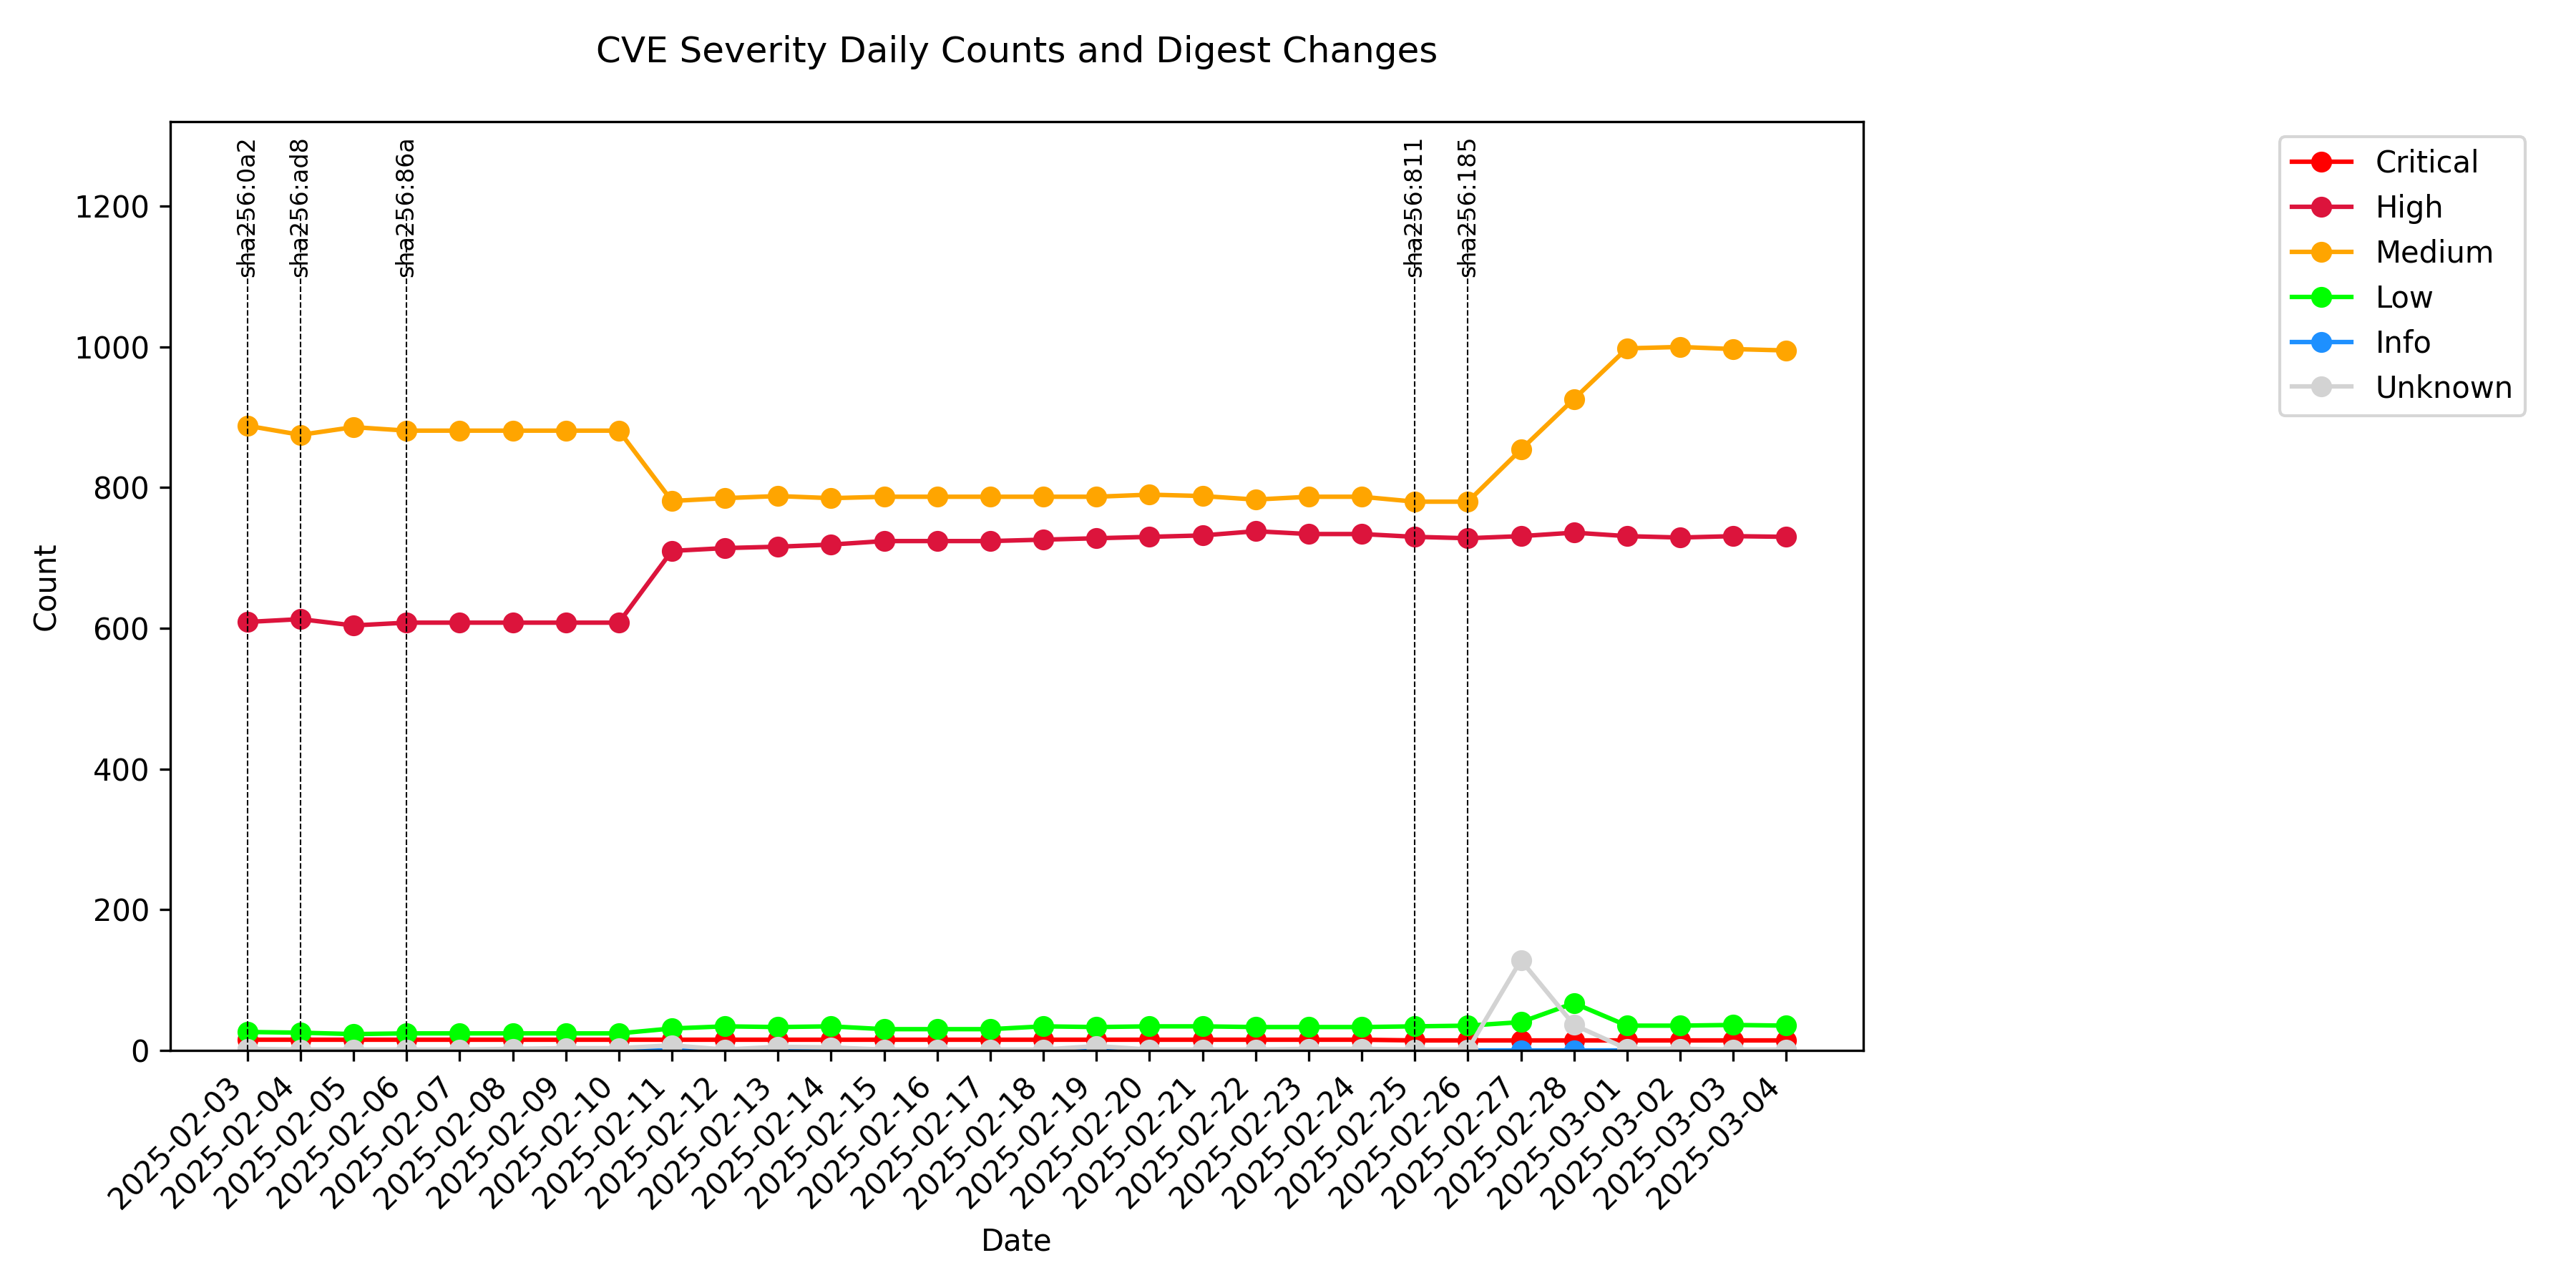 CVE Severity Daily Counts and Digest Changes
sha256:0a2
sha256:ad8
sha256:86a
sha256:811
sha256:185
Critical
High
Medium
Low
Info
Unknown
Count
1200
1000
800
600
400
200
0
2025-02-03
2025-02-04
2025-02-05
2025-02-06
2025-02-07
2025-02-08
2025-02-09
2025-02-10
2025-02-11
2025-02-12
2025-02-13
2025-02-14
2025-02-15
2025-02-16
2025-02-17
2025-02-18
2025-02-19
2025-02-20
2025-02-21
2025-02-22
2025-02-23
2025-02-24
2025-02-25
2025-02-26
2025-02-27
2025-02-28
2025-03-01
2025-03-02
2025-03-03
2025-03-04
Date